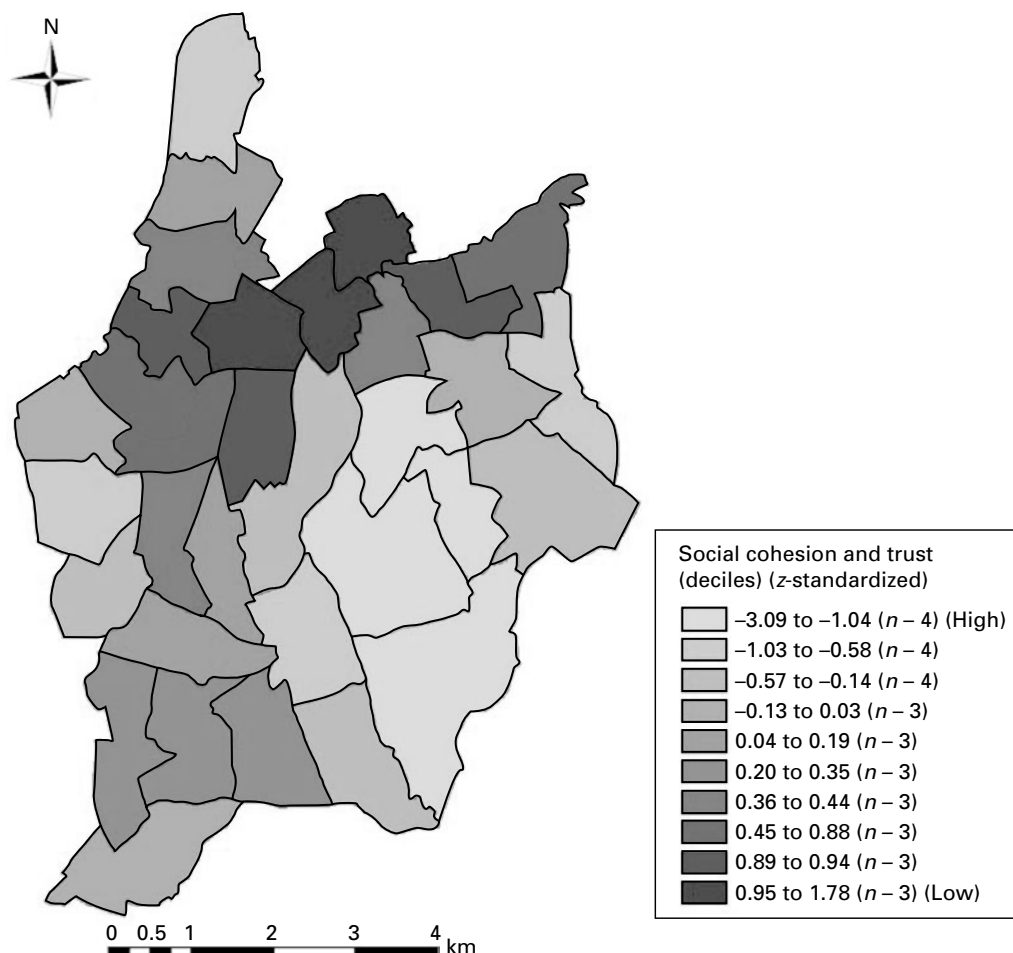 N
Social cohesion and trust
(deciles) (z-standardized)
–3.09 to –1.04 (n – 4) (High)
–1.03 to –0.58 (n – 4)
–0.57 to –0.14 (n – 4)
–0.13 to 0.03 (n – 3)
0.04 to 0.19 (n – 3)
0.20 to 0.35 (n – 3)
0.36 to 0.44 (n – 3)
0.45 to 0.88 (n – 3)
0.89 to 0.94 (n – 3)
0.95 to 1.78 (n – 3) (Low)
0 0.5 1 2 3 4
km